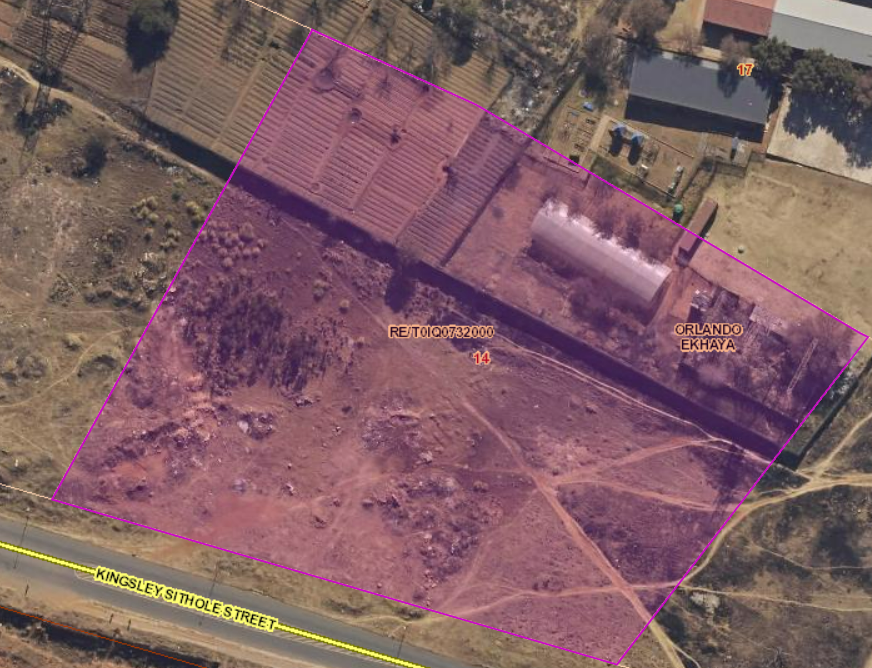 17
RE/T0IQ0732000
14
ORLANDO
EKHAYA
KINGSLEY SITHOLE STREET